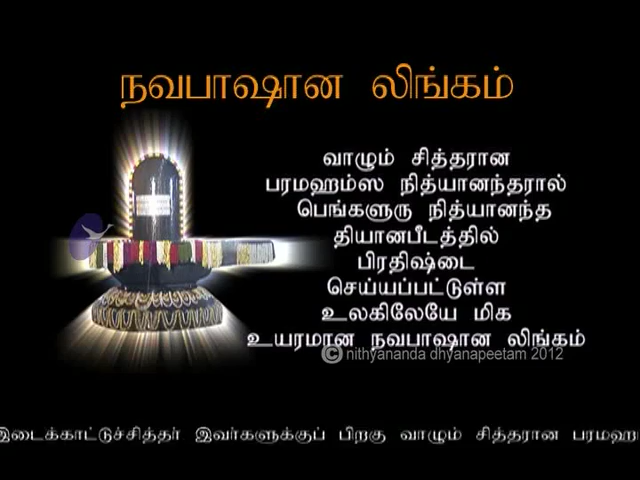 நவபாஷான லிங்கம்
வாழும் சித்தரான
பரமஹம்ஸ நித்யானந்தரால்
பெங்களுரு நித்யானந்த
தியானபீடத்தில்
பிரதிஷ்டை
செய்யப்பட்டுள்ள
உலகிலேயே மிக
உயரமான நவபாஷான லிங்கம்
© nithyananda dhyanapeetam 2012
இடைக்காட்டுச்சித்தர் இவர்களுக்குப் பிறகு வாழும் சித்தரான பரமஹ